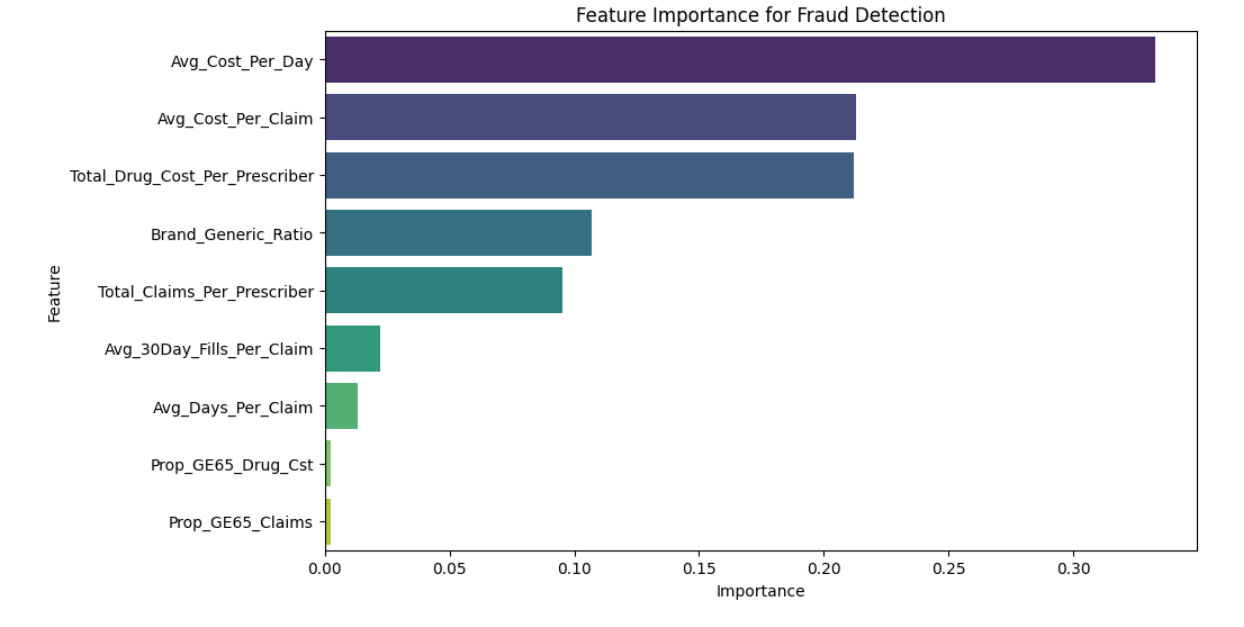 Feature Importance for Fraud Detection
Feature
Avg_Cost_Per_Day
Avg_Cost_Per_Claim
Total_Drug_Cost_Per_Prescriber
Brand_Generic_Ratio
Total_Claims_Per_Prescriber
Avg_30Day_Fills_Per_Claim
Avg_Days_Per_Claim
Prop_GE65_Drug_Cst
Prop_GE65_Claims
0.00 0.05 0.10 0.15 0.20 0.25 0.30
Importance